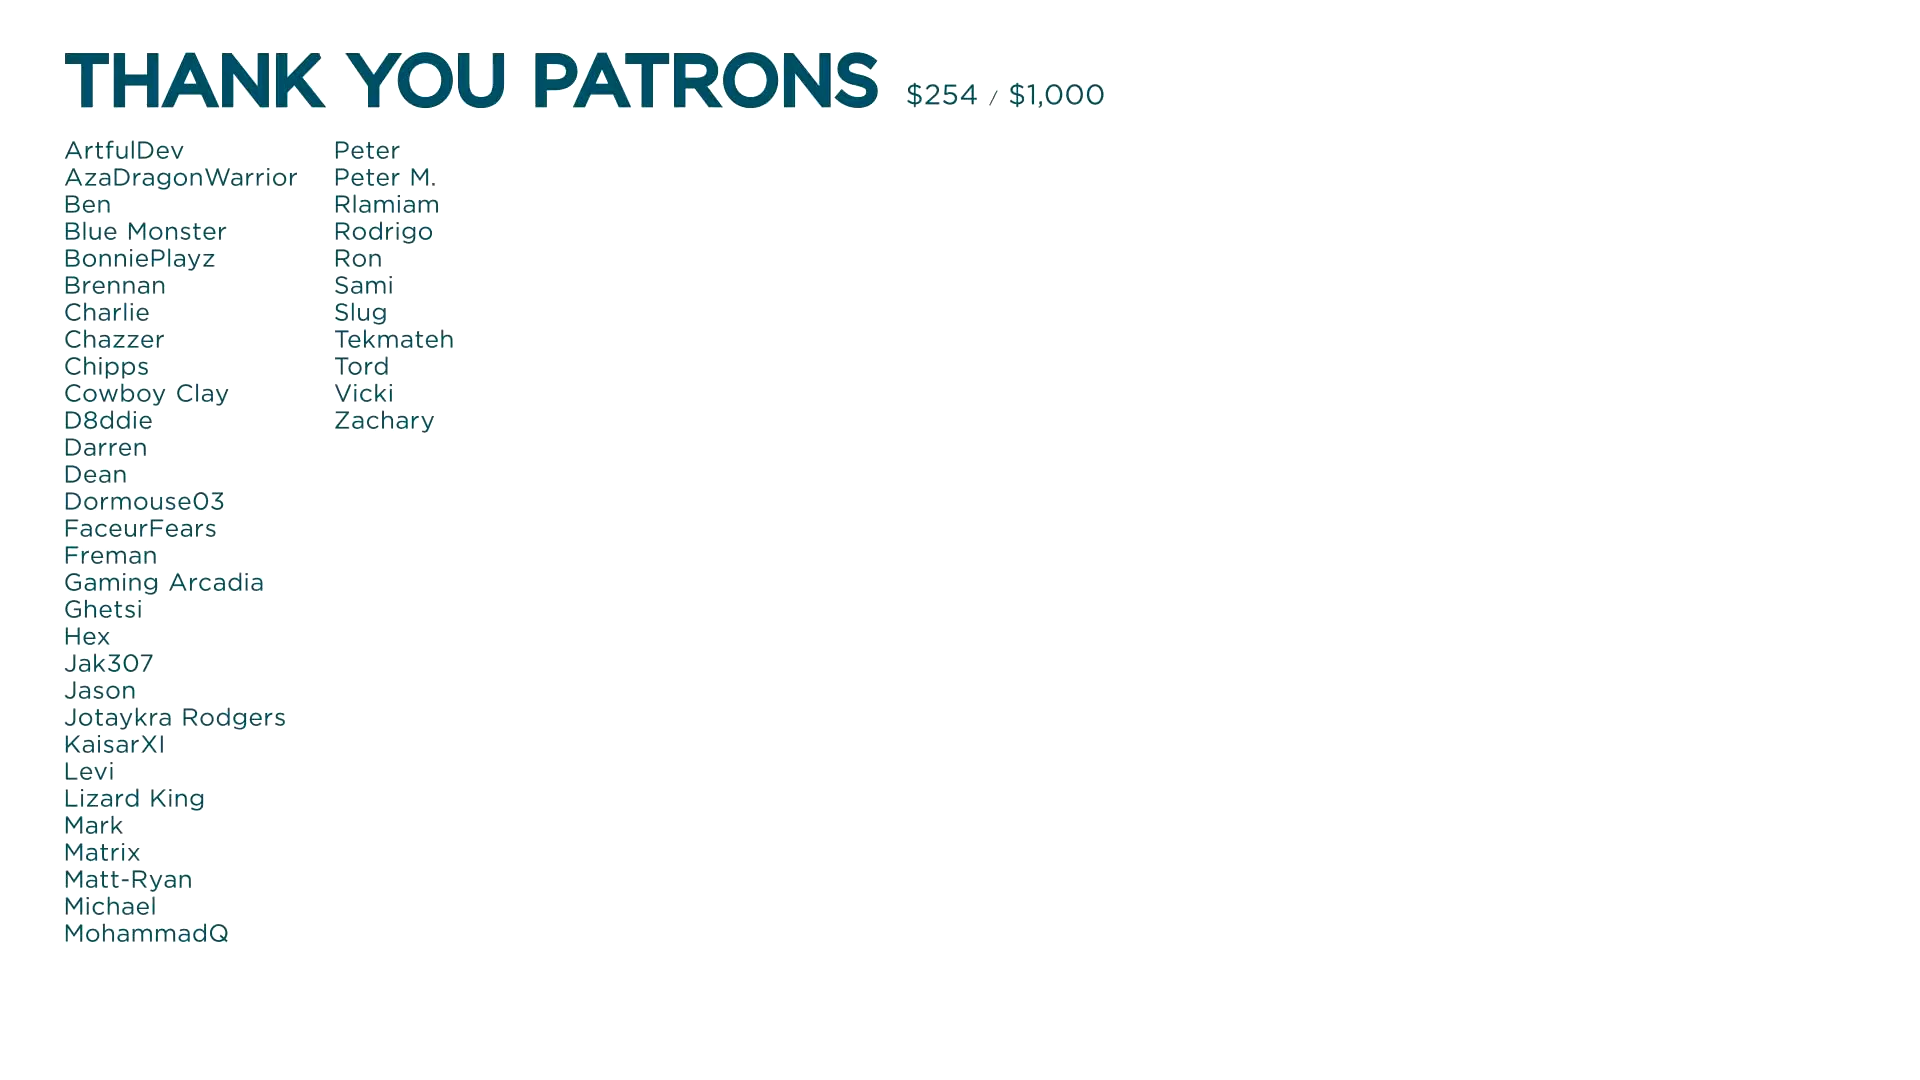 THANK YOU PATRONS $254 / $1,000
ArtfulDev
AzaDragonWarrior
Ben
Blue Monster
BonniePlayz
Brennan
Charlie
Chazzer
Chipps
Cowboy Clay
D8ddie
Darren
Dean
Dormouse03
FaceurFears
Freman
Gaming Arcadia
Ghetsi
Hex
Jak307
Jason
Jotaykra Rodgers
KaisarXI
Levi
Lizard King
Mark
Matrix
Matt-Ryan
Michael
MohammadQ
Peter
Peter M.
Rlamiam
Rodrigo
Ron
Sami
Slug
Tekmateh
Tord
Vicki
Zachary